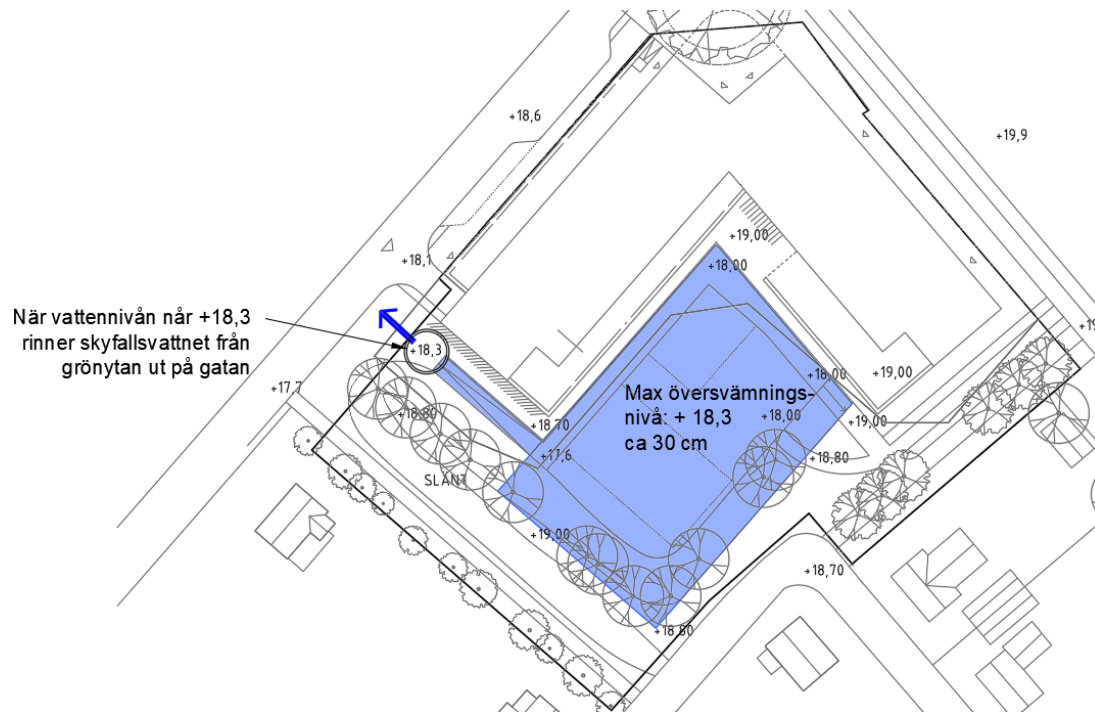 +18,6
+19,9
+19,00
+18,1
+18,00
När vattennivån når +18,3
rinner skyfallsvattnet från
grönytan ut på gatan
+18,3
+17,7
+18,00
+19,00
Max översvämnings-
nivå: + 18,3
ca 30 cm
+18,80
+18,00
+18,70
+19,00
+17,6
+18,80
SLÄNT
+19,00
+18,70
+18,80